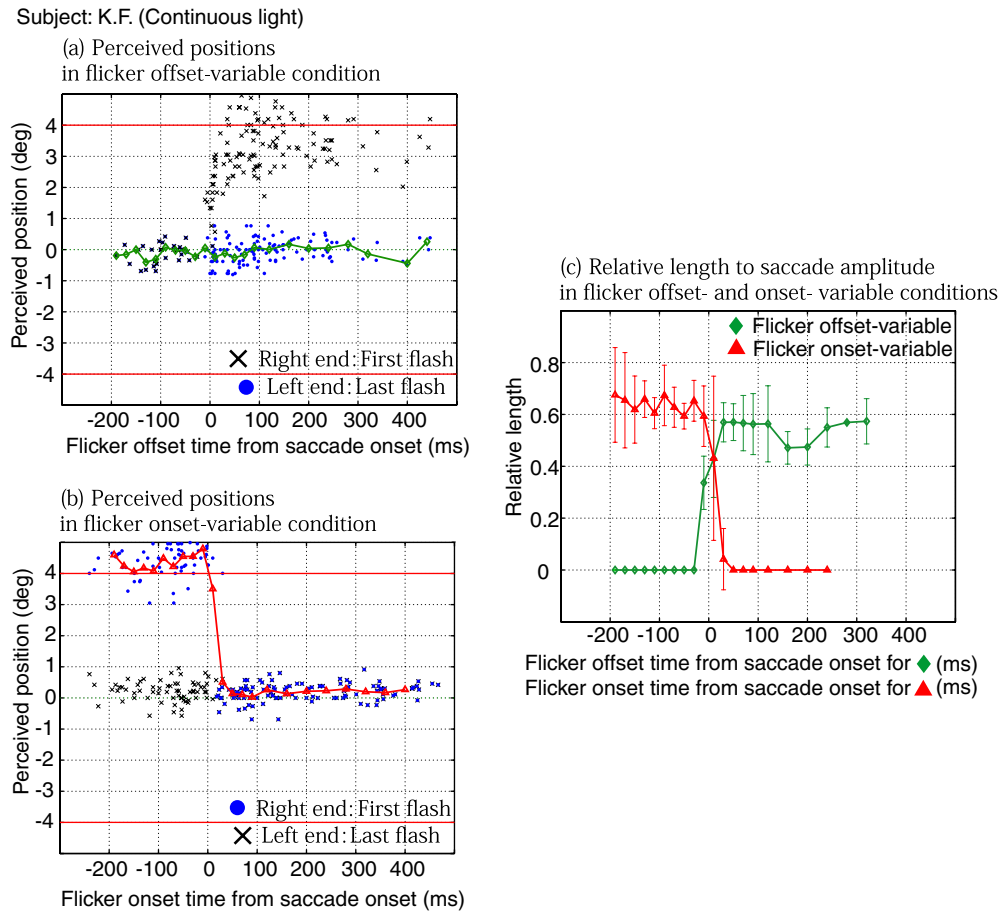 Subject: K.F. (Continuous light)
(a) Perceived positions
in flicker offset-variable condition
Perceived position (deg)
4
3
2
1
0
-1
-2
-3
-4
Right end:First flash
Left end:Last flash
-200 -100 0 100 200 300 400
Flicker offset time from saccade onset (ms)
(b) Perceived positions
in flicker onset-variable condition
Perceived position (deg)
4
3
2
1
0
-1
-2
-3
-4
Right end:First flash
Left end:Last flash
-200 -100 0 100 200 300 400
Flicker onset time from saccade onset (ms)
(c) Relative length to saccade amplitude
in flicker offset- and onset- variable conditions
Flicker offset-variable
Flicker onset-variable
Relative length
0.8
0.6
0.4
0.2
0
-200 -100 0 100 200 300 400
Flicker offset time from saccade onset for (ms)
Flicker onset time from saccade onset for (ms)